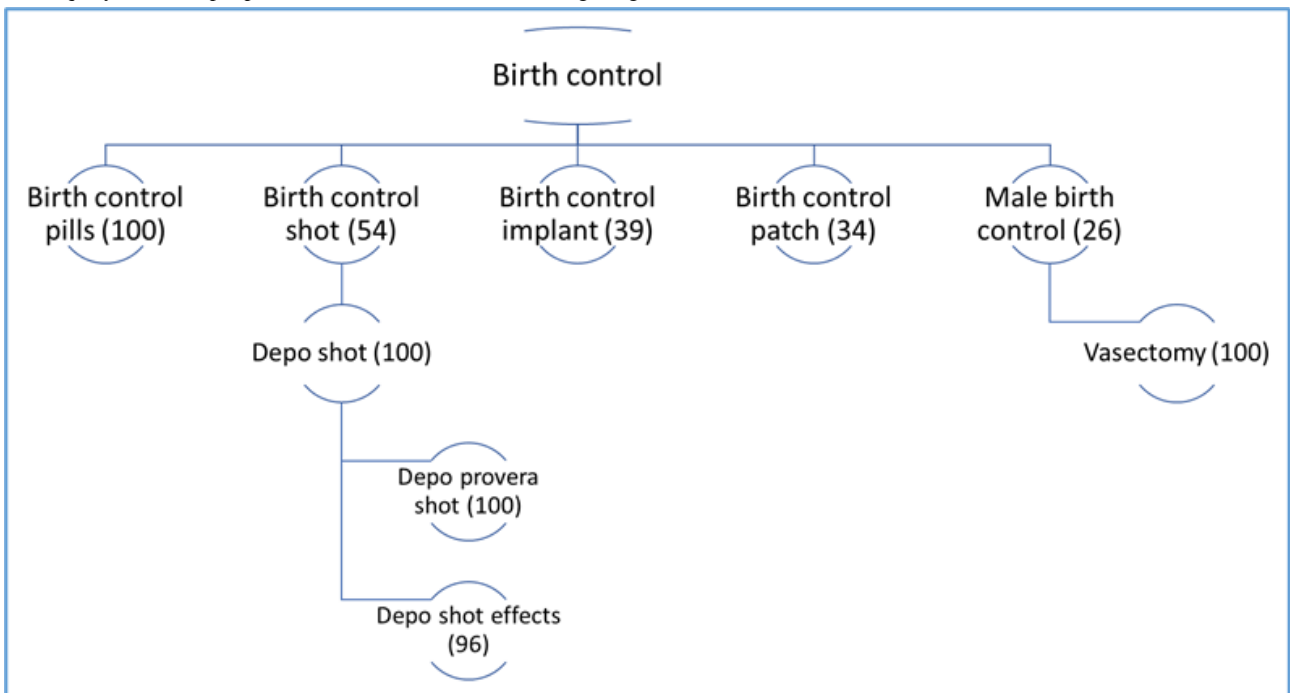 Birth control
Birth control
pills (100)
Birth control
shot (54)
Birth control
implant (39)
Birth control
patch (34)
Male birth
control (26)
Depo shot (100)
Vasectomy (100)
Depo provera
shot (100)
Depo shot effects
(96)